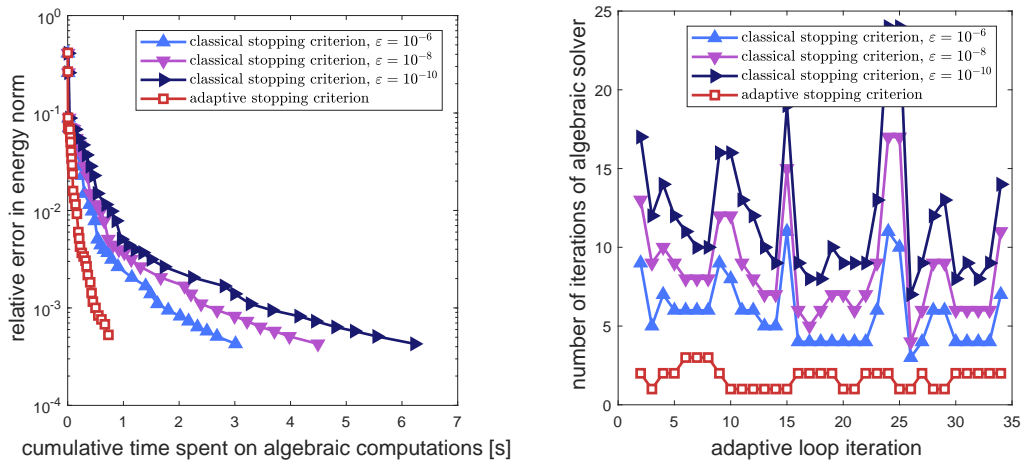 10^0
10^-1
10^-2
10^-3
10^-4
relative error in energy norm
classical stopping criterion, ε = 10^-6
classical stopping criterion, ε = 10^-8
classical stopping criterion, ε = 10^-10
adaptive stopping criterion
0 1 2 3 4 5 6 7
cumulative time spent on algebraic computations [s]
25
20
15
10
5
0
number of iterations of algebraic solver
classical stopping criterion, ε = 10^-6
classical stopping criterion, ε = 10^-8
classical stopping criterion, ε = 10^-10
adaptive stopping criterion
0 5 10 15 20 25 30 35
adaptive loop iteration